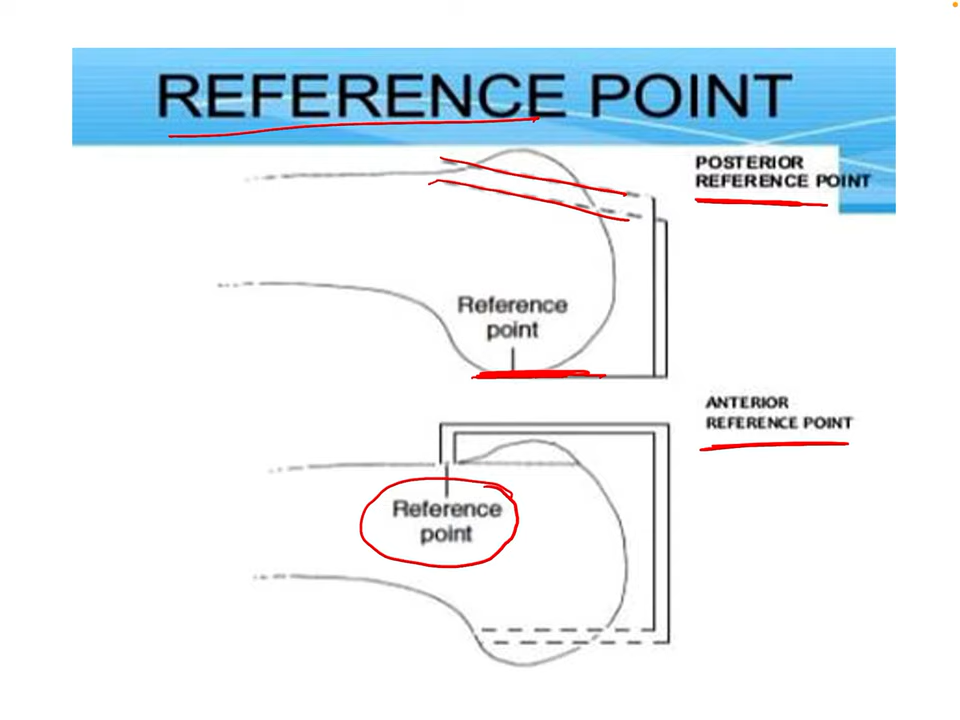 REFERENCE POINT
POSTERIOR
REFERENCE POINT
Reference
point
ANTERIOR
REFERENCE POINT
Reference
point